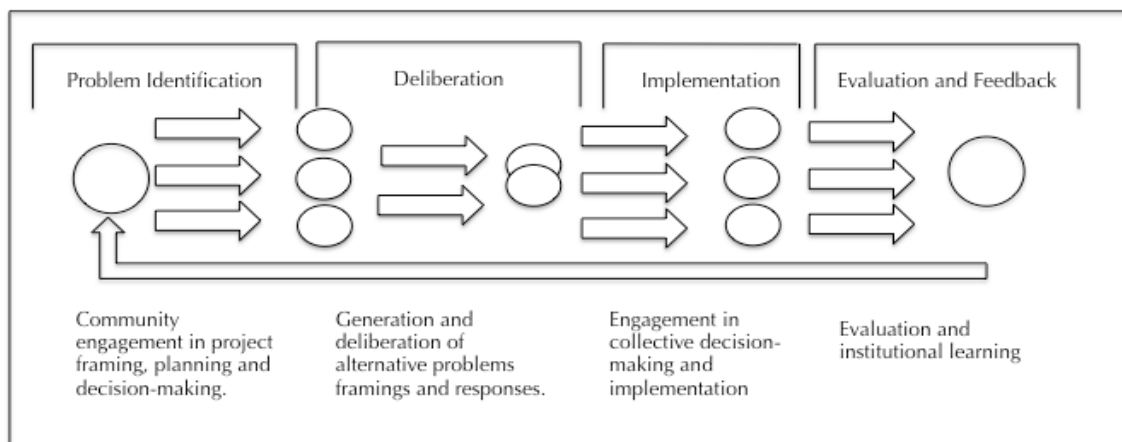 Problem Identification
Deliberation
Implementation
Evaluation and Feedback
Community
engagement in project
framing, planning and
decision-making.
Generation and
deliberation of
alternative problems
framings and responses.
Engagement in
collective decision-
making and
implementation
Evaluation and
institutional learning